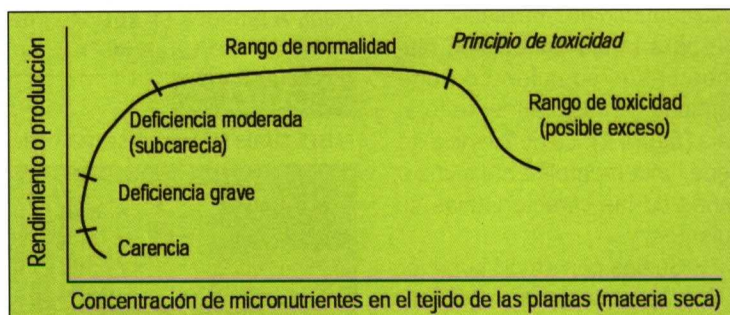 Rendimiento o producción
Rango de normalidad
Principio de toxicidad
Rango de toxicidad
(posible exceso)
Deficiencia moderada
(subcarecia)
Deficiencia grave
Carencia
Concentración de micronutrientes en el tejido de las plantas (materia seca)